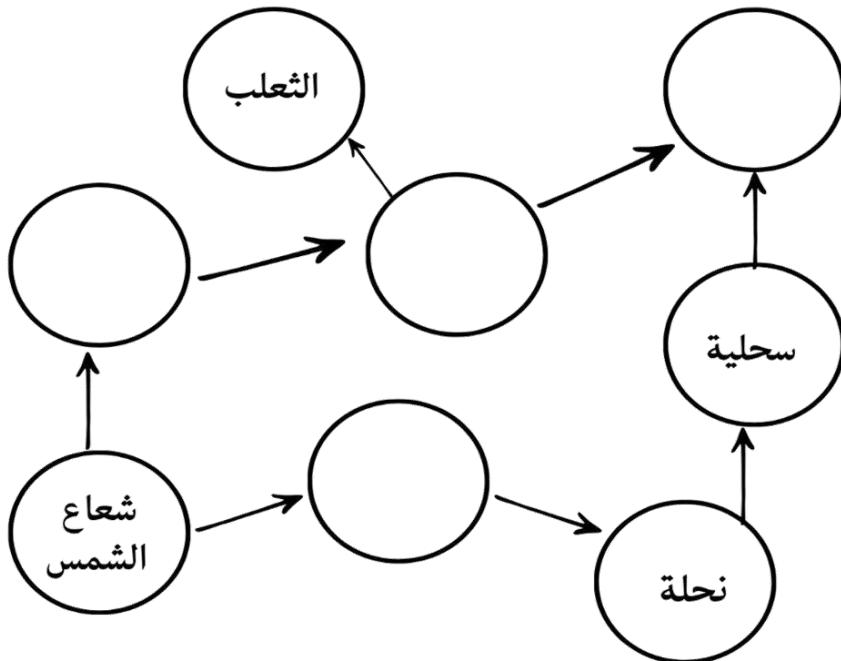 الثعلب
سحلية
شعاع
الشمس
نحلة